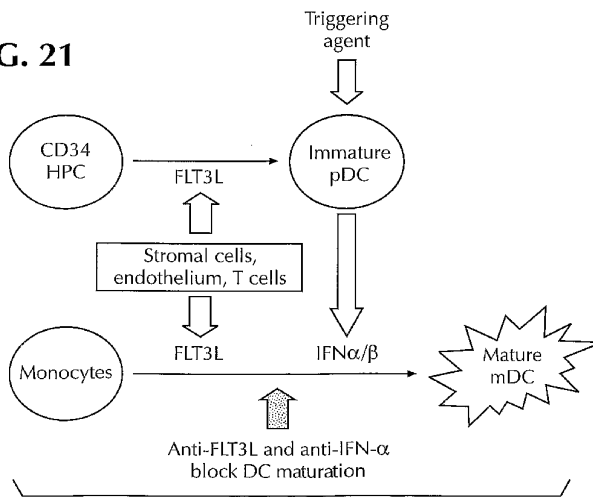 Triggering
agent
G. 21
CD34
HPC
FLT3L
Immature
pDC
Stromal cells,
endothelium, T cells
Monocytes
FLT3L
IFNα/β
Mature
mDC
Anti-FLT3L and anti-IFN-α
block DC maturation